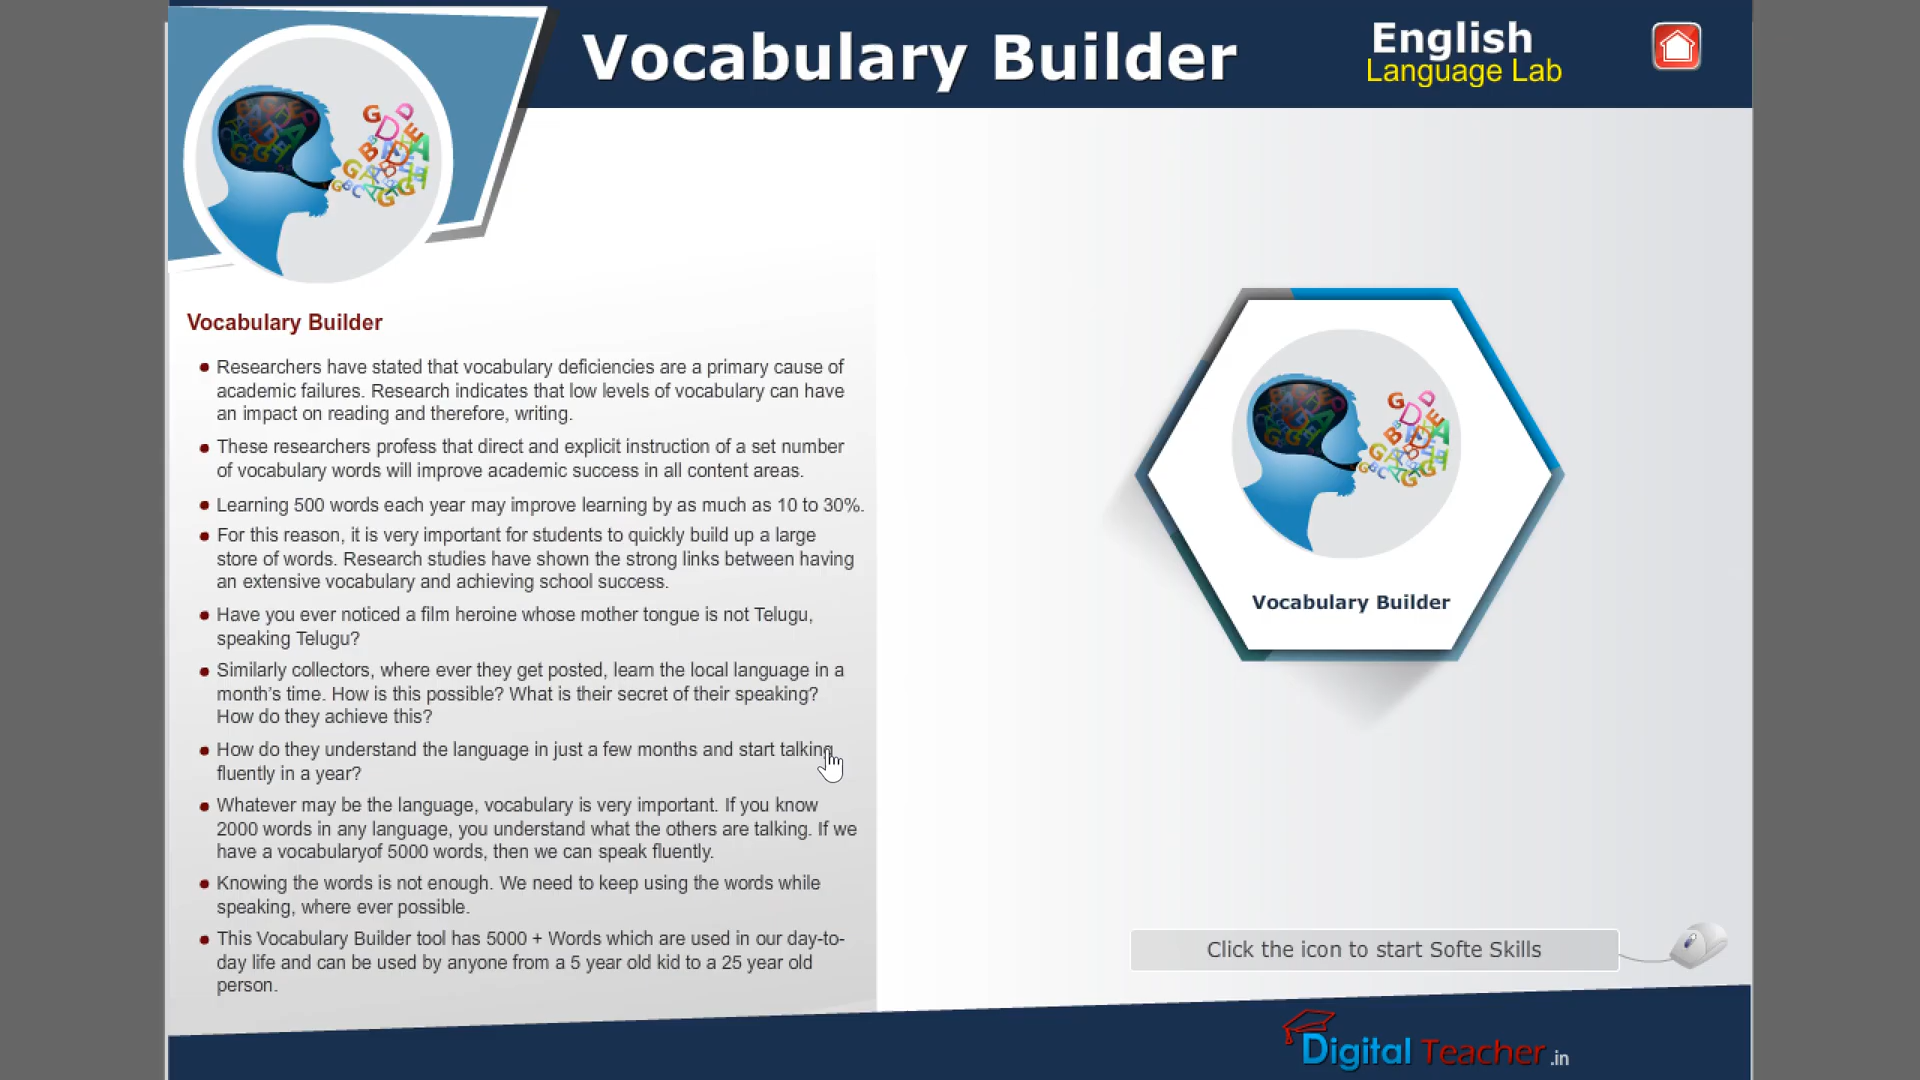 Vocabulary Builder
English
Language Lab
Vocabulary Builder
Researchers have stated that vocabulary deficiencies are a primary cause of
academic failures. Research indicates that low levels of vocabulary can have
an impact on reading and therefore, writing.
These researchers profess that direct and explicit instruction of a set number
of vocabulary words will improve academic success in all content areas.
Learning 500 words each year may improve learning by as much as 10 to 30%.
For this reason, it is very important for students to quickly build up a large
store of words. Research studies have shown the strong links between having
an extensive vocabulary and achieving school success.
Have you ever noticed a film heroine whose mother tongue is not Telugu,
speaking Telugu?
Similarly collectors, where ever they get posted, learn the local language in a
month's time. How is this possible? What is their secret of their speaking?
How do they achieve this?
How do they understand the language in just a few months and start talking
fluently in a year?
Whatever may be the language, vocabulary is very important. If you know
2000 words in any language, you understand what the others are talking. If we
have a vocabularyof 5000 words, then we can speak fluently.
Knowing the words is not enough. We need to keep using the words while
speaking, where ever possible.
This Vocabulary Builder tool has 5000 + Words which are used in our day-to-
day life and can be used by anyone from a 5 year old kid to a 25 year old
person.
Vocabulary Builder
Click the icon to start Softe Skills
Digital Teacher.in